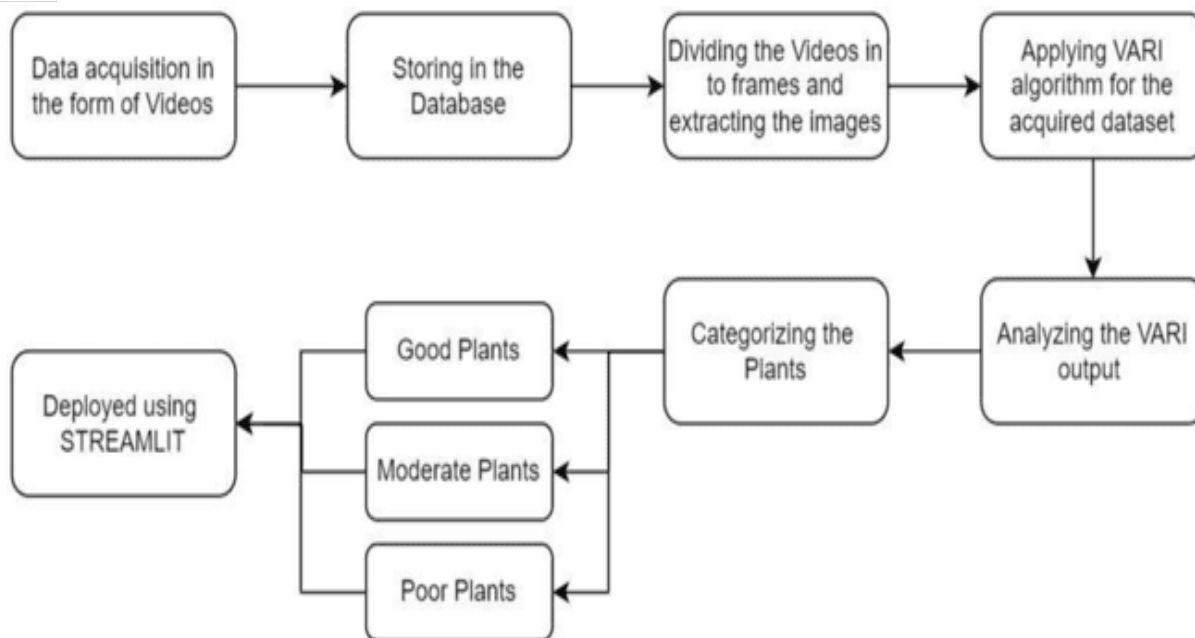 Data acquisition in
the form of Videos
Storing in the
Database
Dividing the Videos in
to frames and
extracting the images
Applying VARI
algorithm for the
acquired dataset
Analyzing the VARI
output
Categorizing the
Plants
Good Plants
Moderate Plants
Poor Plants
Deployed using
STREAMLIT